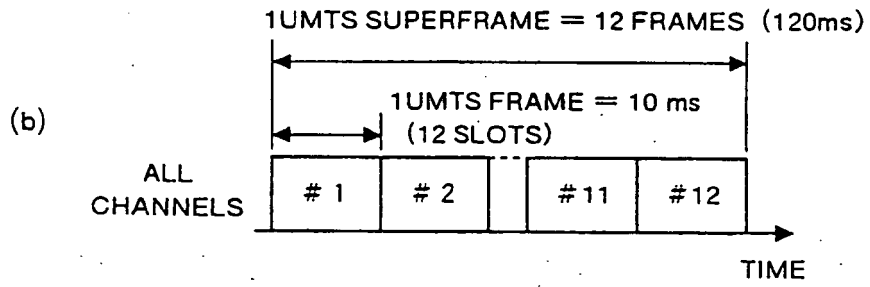 1UMTS SUPERFRAME = 12 FRAMES (120ms)
1UMTS FRAME = 10 ms
(12 SLOTS)
(b)
ALL
CHANNELS
# 1
# 2
#11
#12
TIME